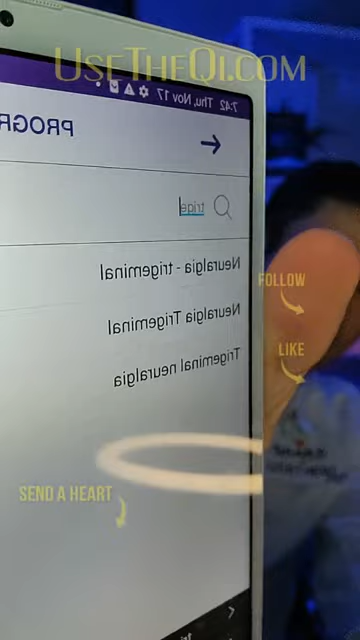 USETHEQI.COM
7:42 Thu, Nov 17
PROGR
trige
Neuralgia - trigeminal
Neuralgia Trigeminal
Trigeminal neuralgia
FOLLOW
LIKE
SEND A HEART